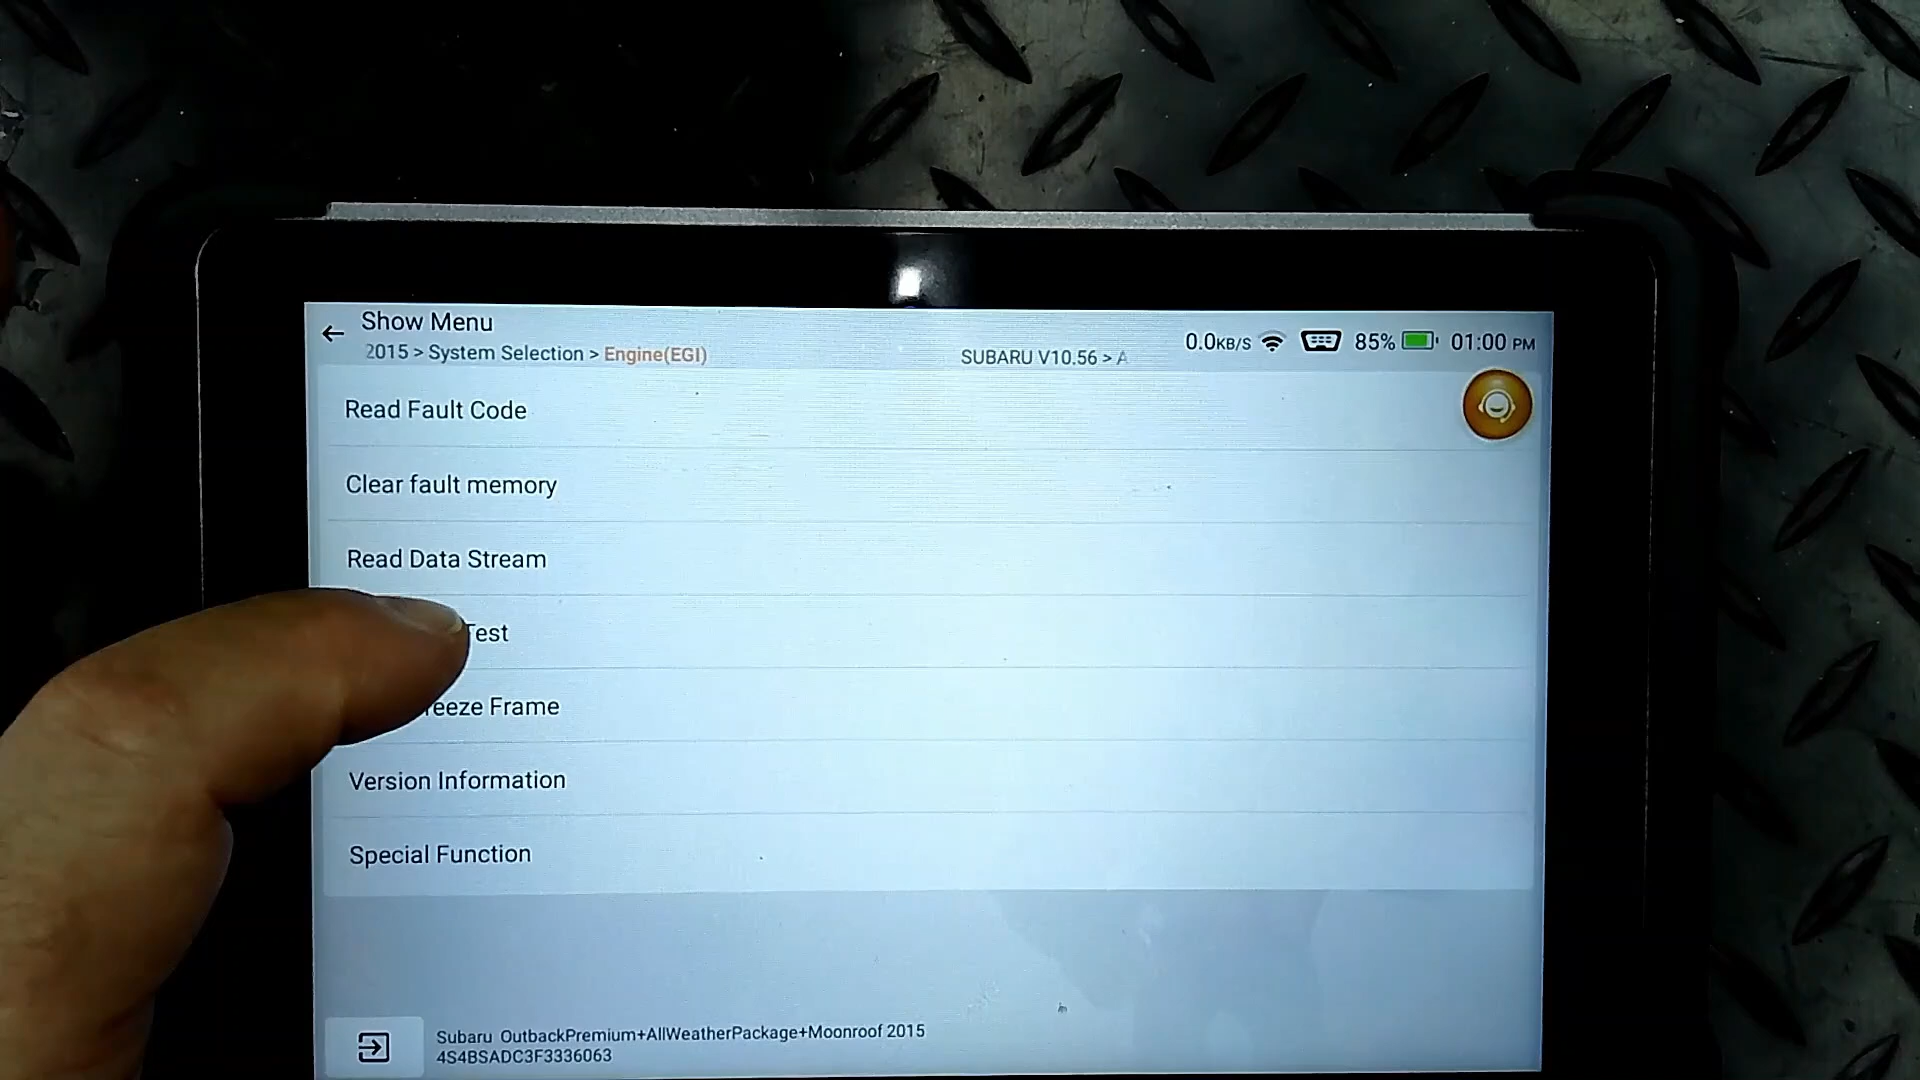 Show Menu
2015 > System Selection > Engine(EGI)
SUBARU V10.56 > A
0.0KB/S 85% 01:00 PM
Read Fault Code
Clear fault memory
Read Data Stream
Test
Frame
Version Information
Special Function
Subaru OutbackPremium+AllWeatherPackage+Moonroof 2015
4S4BSADC3F3336063